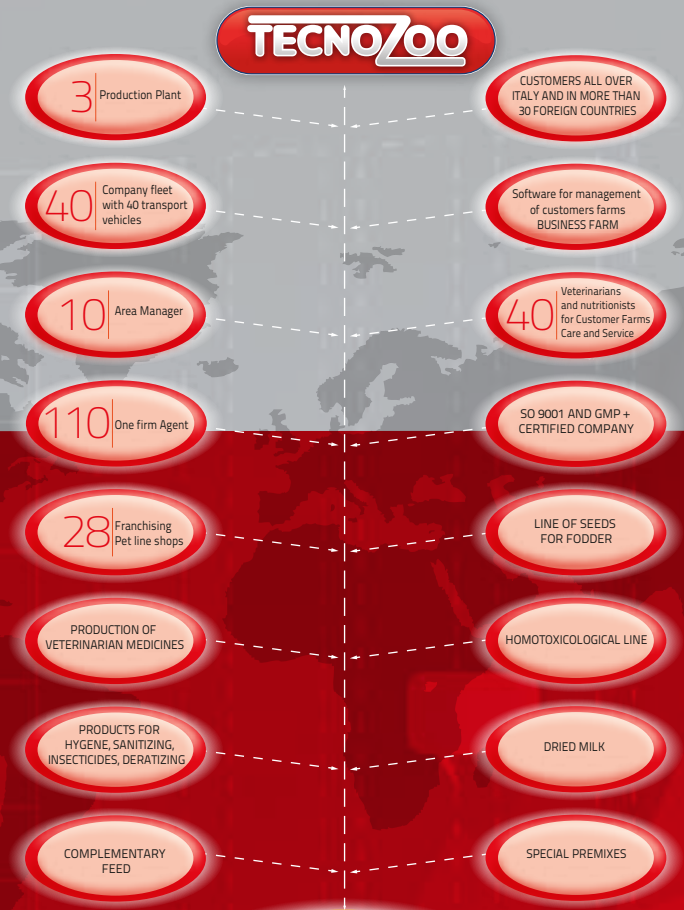 TECNOZOO
3
Production Plant
CUSTOMERS ALL OVER
ITALY AND IN MORE THAN
30 FOREIGN COUNTRIES
40
Company fleet
with 40 transport
vehicles
Software for management
of customers farms
BUSINESS FARM
10
Area Manager
40
Veterinarians
and nutritionists
for Customer Farms
Care and Service
110
One firm Agent
SO 9001 AND GMP +
CERTIFIED COMPANY
28
Franchising
Pet line shops
LINE OF SEEDS
FOR FODDER
PRODUCTION OF
VETERINARIAN MEDICINES
HOMOTOXICOLOGICAL LINE
PRODUCTS FOR
HYGENE, SANITIZING,
INSECTICIDES, DERATIZING
DRIED MILK
COMPLEMENTARY
FEED
SPECIAL PREMIXES